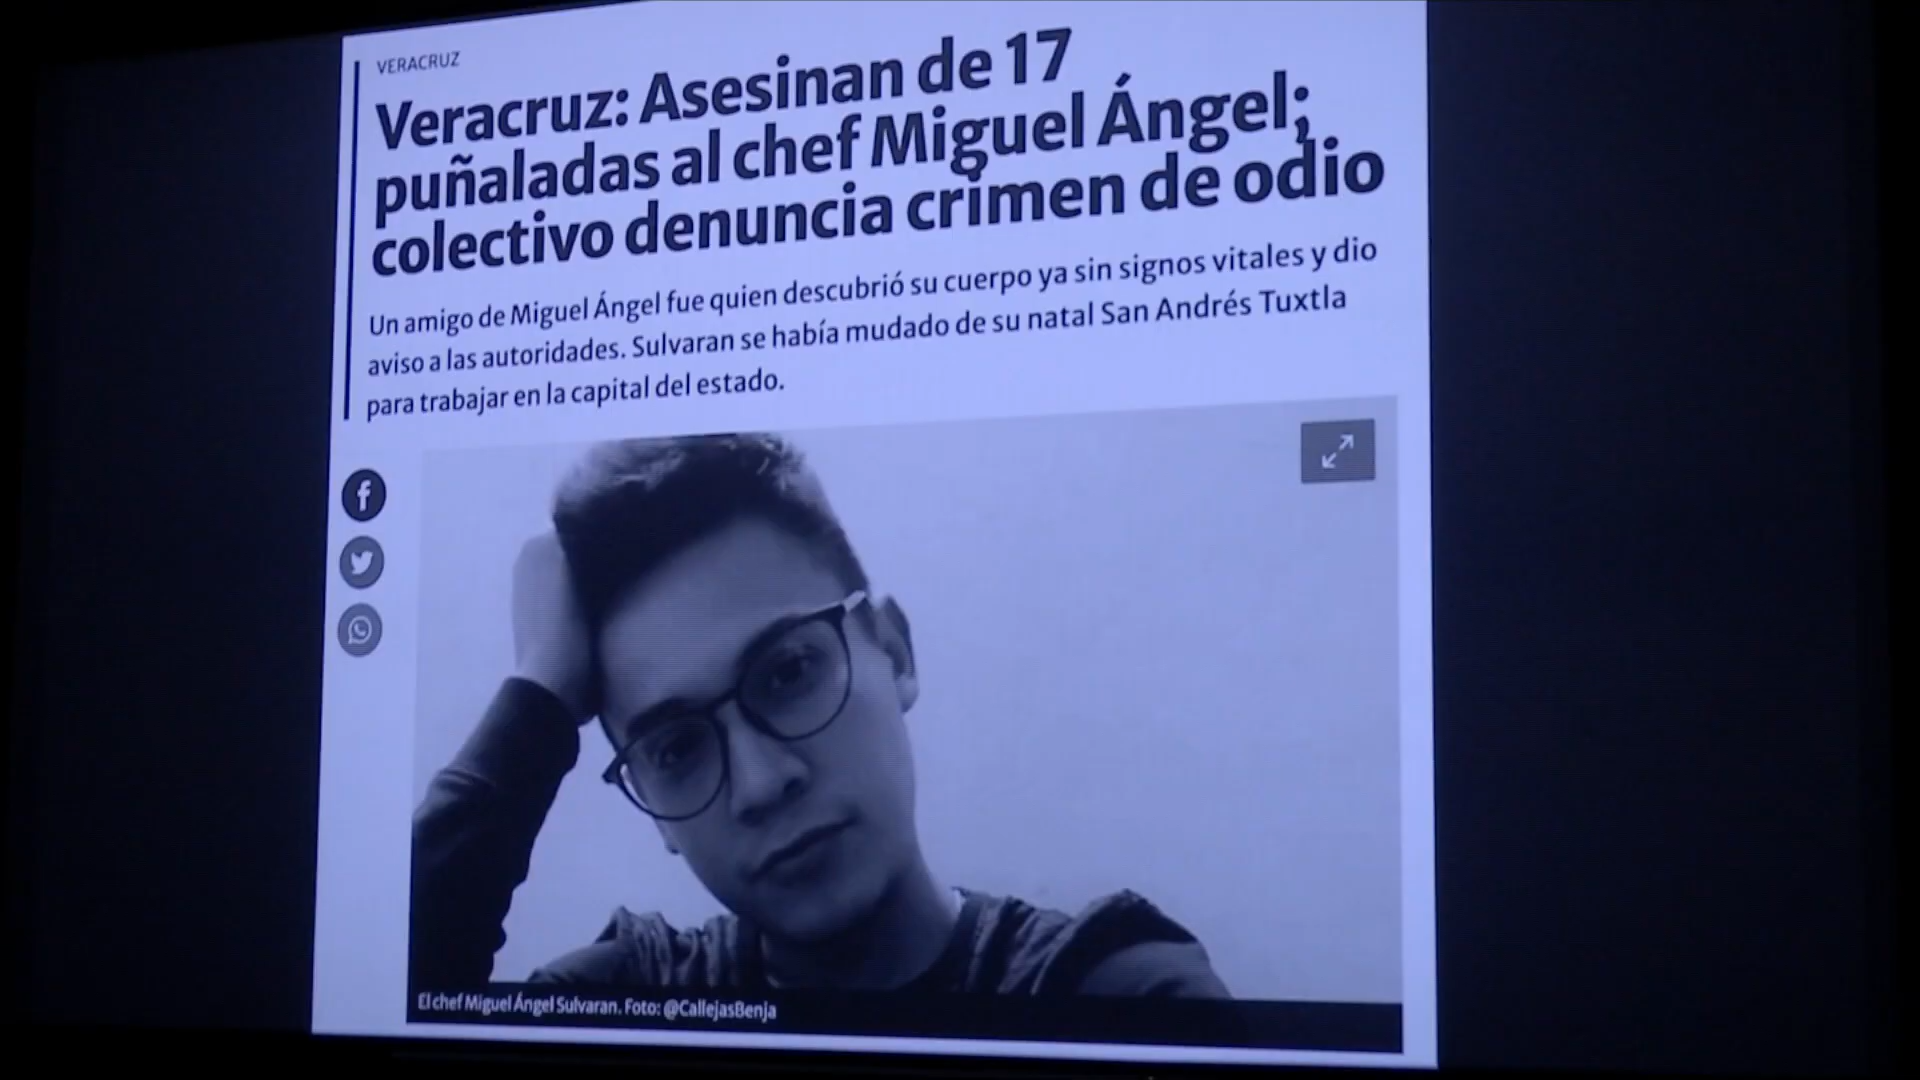 VERACRUZ
Veracruz: Asesinan de 17
puñaladas al chef Miguel Ángel;
colectivo denuncia crimen de odio
Un amigo de Miguel Ángel fue quien descubrió su cuerpo ya sin signos vitales y dio
aviso a las autoridades. Sulvaran se había mudado de su natal San Andrés Tuxtla
para trabajar en la capital del estado.
El chef Miguel Ángel Sulvaran. Foto: @CallejasBenja